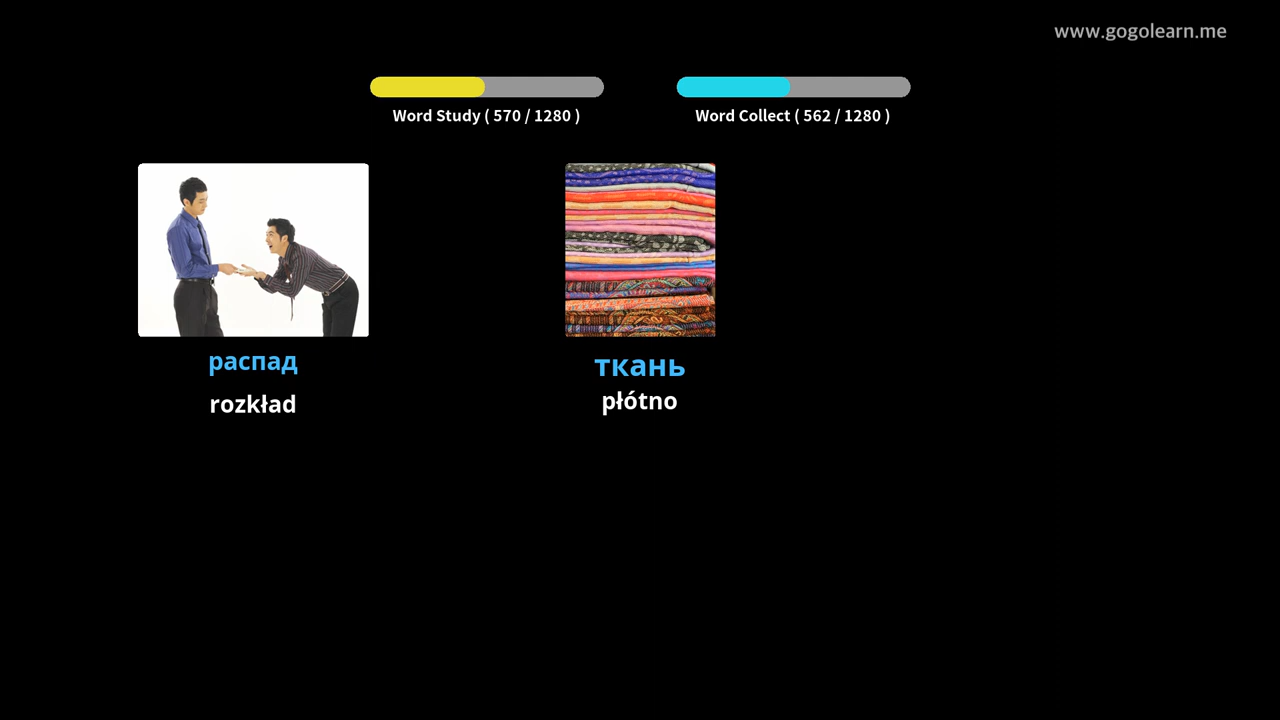 www.gogolearn.me
Word Study ( 570 / 1280 )
Word Collect ( 562 / 1280 )
распад
rozkład
ткань
płótno